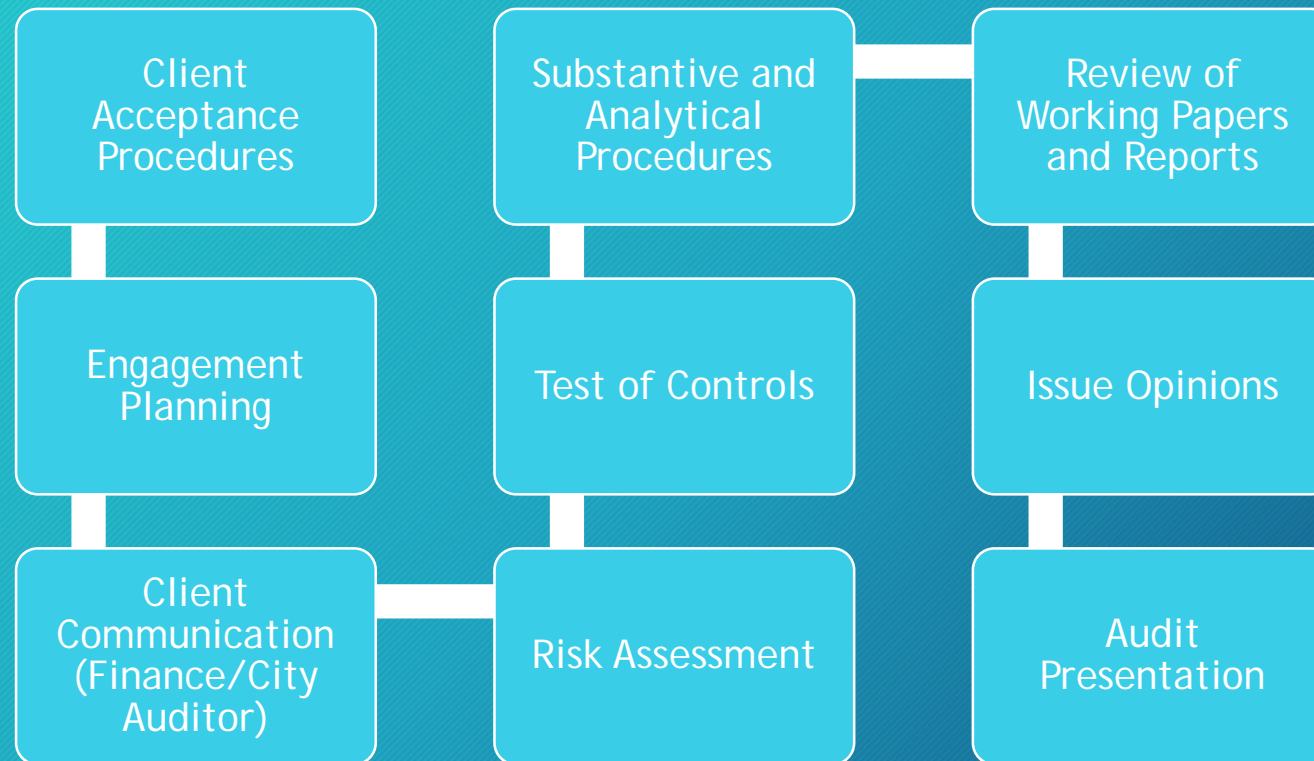 Client
Acceptance
Procedures
Engagement
Planning
Client
Communication
(Finance/City
Auditor)
Risk Assessment
Test of Controls
Substantive and
Analytical
Procedures
Review of
Working Papers
and Reports
Issue Opinions
Audit
Presentation